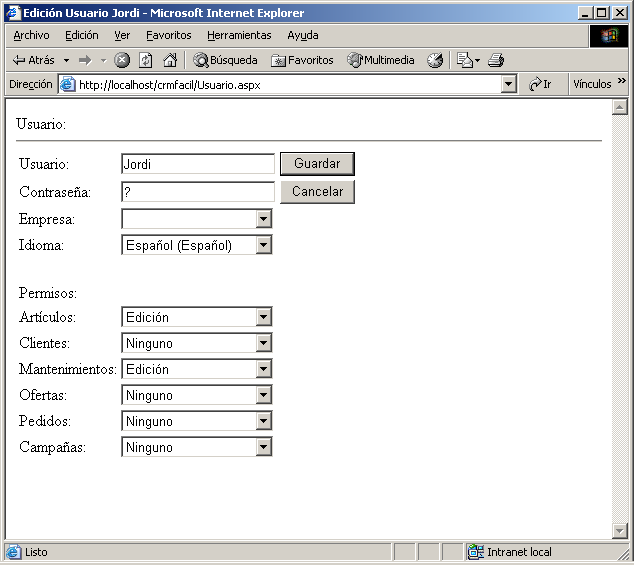 Edición Usuario Jordi - Microsoft Internet Explorer
Archivo Edición Ver Favoritos Herramientas Ayuda
Atrás Búsqueda Favoritos Multimedia
Dirección http://localhost/crmfacil/Usuario.aspx Ir Vínculos »
Usuario:
Usuario: Jordi Guardar
Contraseña: ? Cancelar
Empresa:
Idioma: Español (Español)
Permisos:
Artículos: Edición
Clientes: Ninguno
Mantenimientos: Edición
Ofertas: Ninguno
Pedidos: Ninguno
Campañas: Ninguno
Listo Intranet local